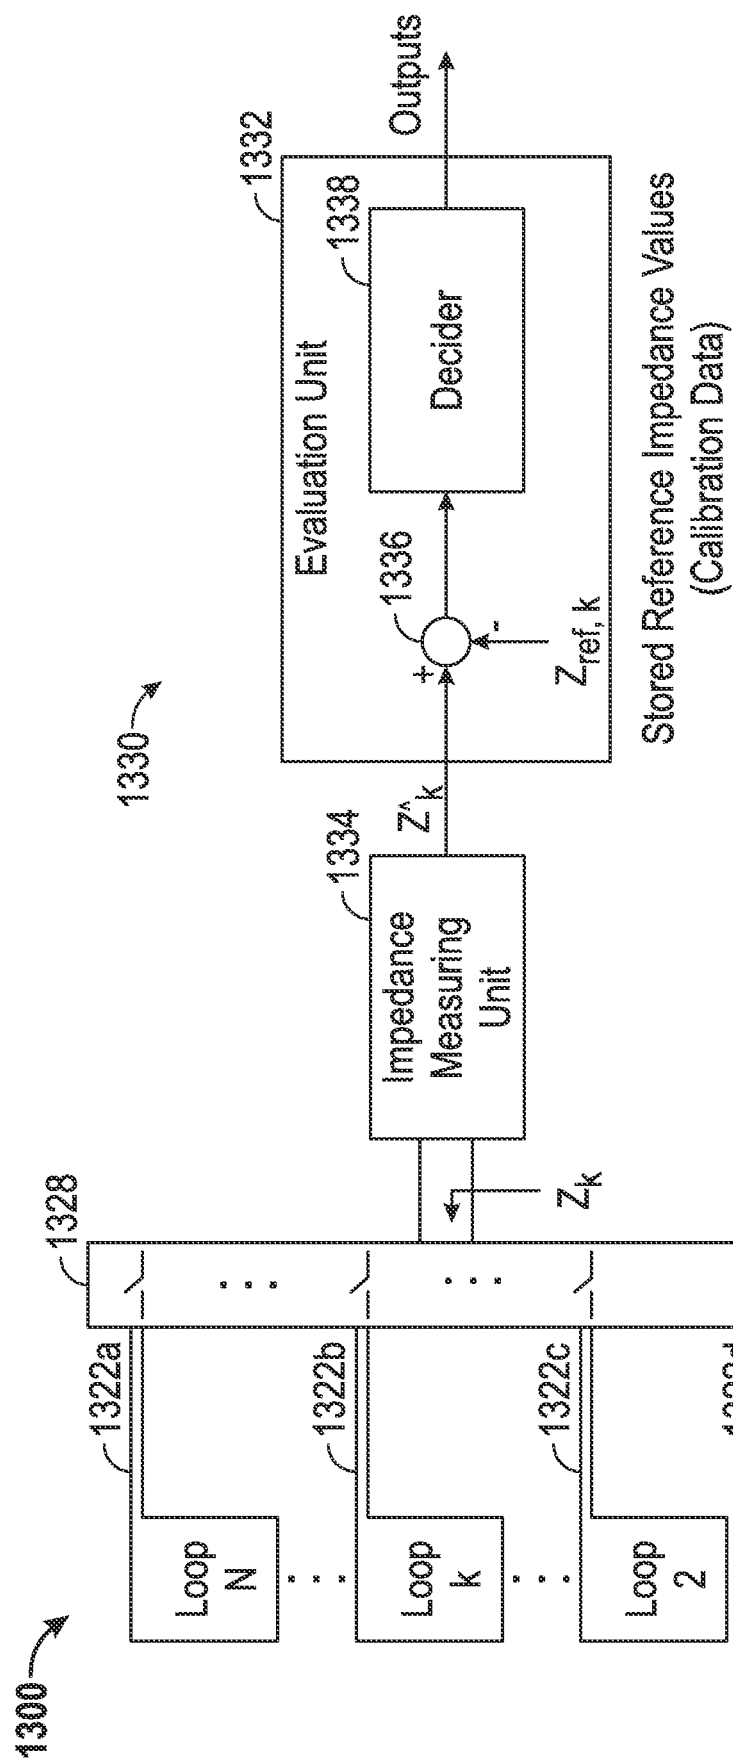 1300
Loop
N
Loop
k
Loop
2
1322a
1322b
1322c
1328
Z_k
Impedance
Measuring
Unit
1334
Z^_k
1330
Evaluation Unit
1332
+
-
1336
Z_ref, k
Decider
1338
Outputs
Stored Reference Impedance Values
(Calibration Data)